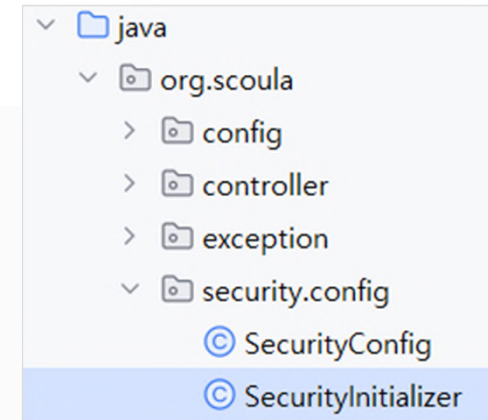 java
org.scoula
config
controller
exception
security.config
SecurityConfig
SecurityInitializer